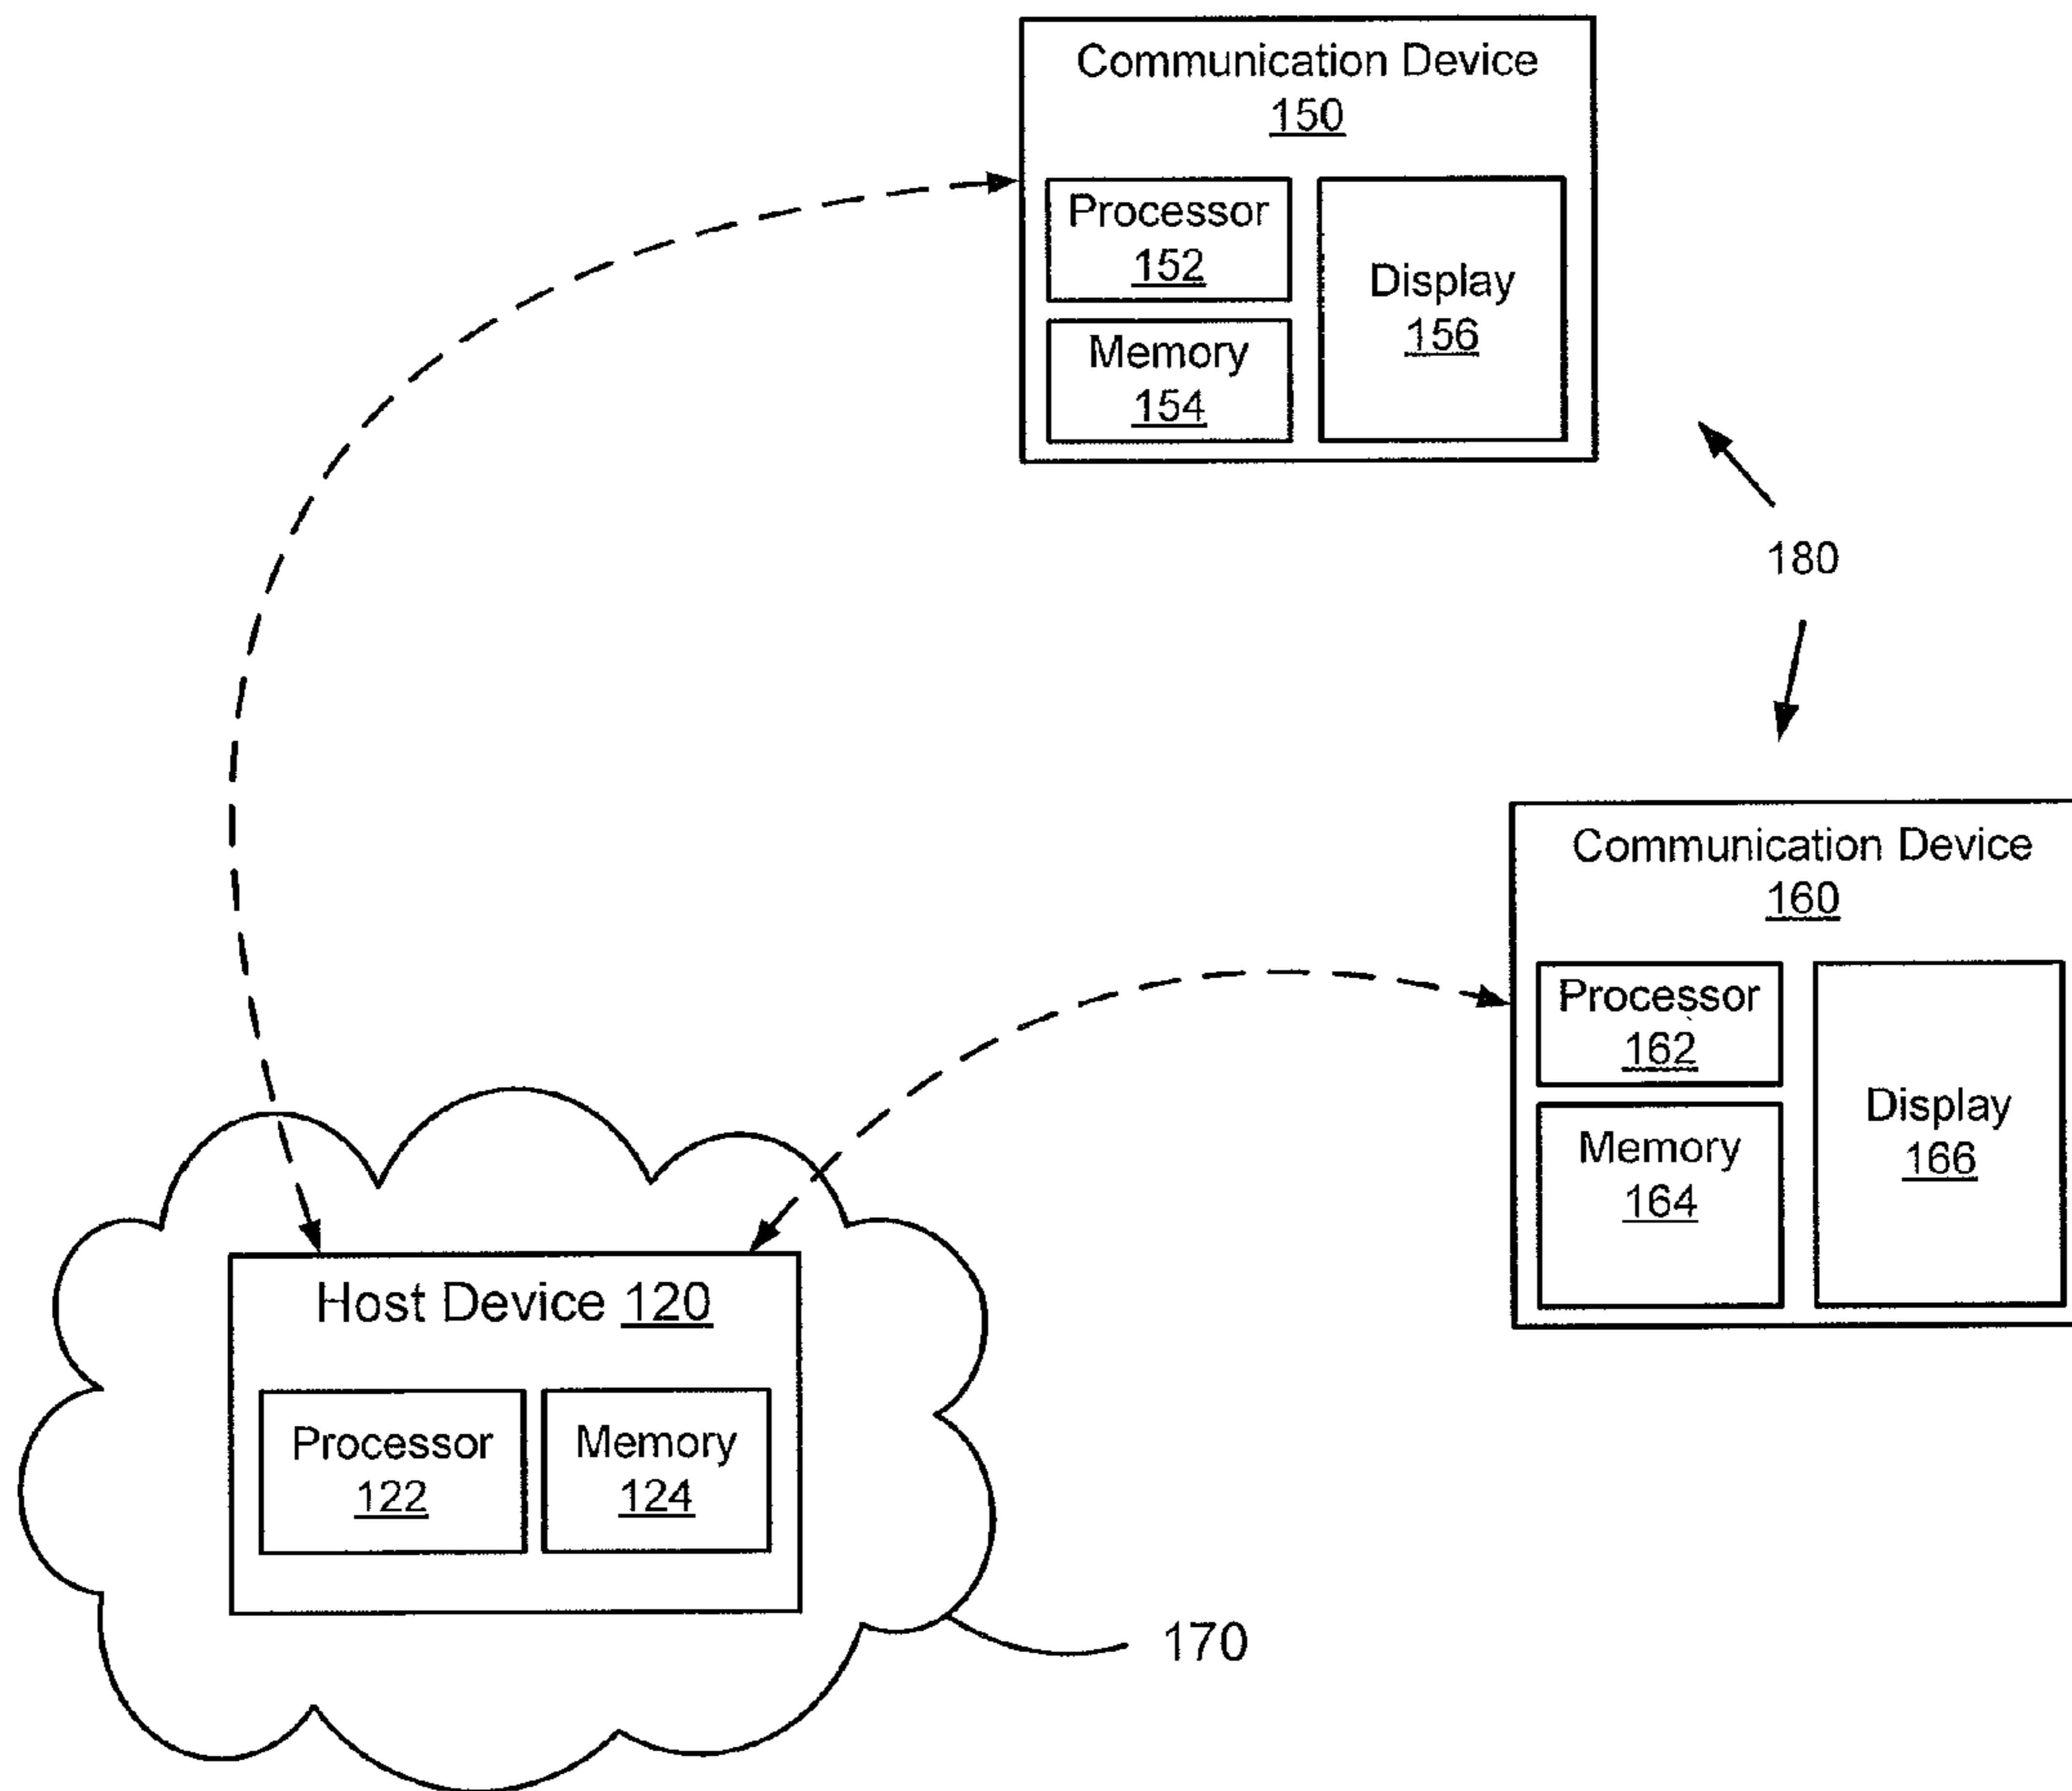 Communication Device
150
Processor
152
Memory
154
Display
156
180
Communication Device
160
Processor
162
Memory
164
Display
166
Host Device 120
Processor
122
Memory
124
170